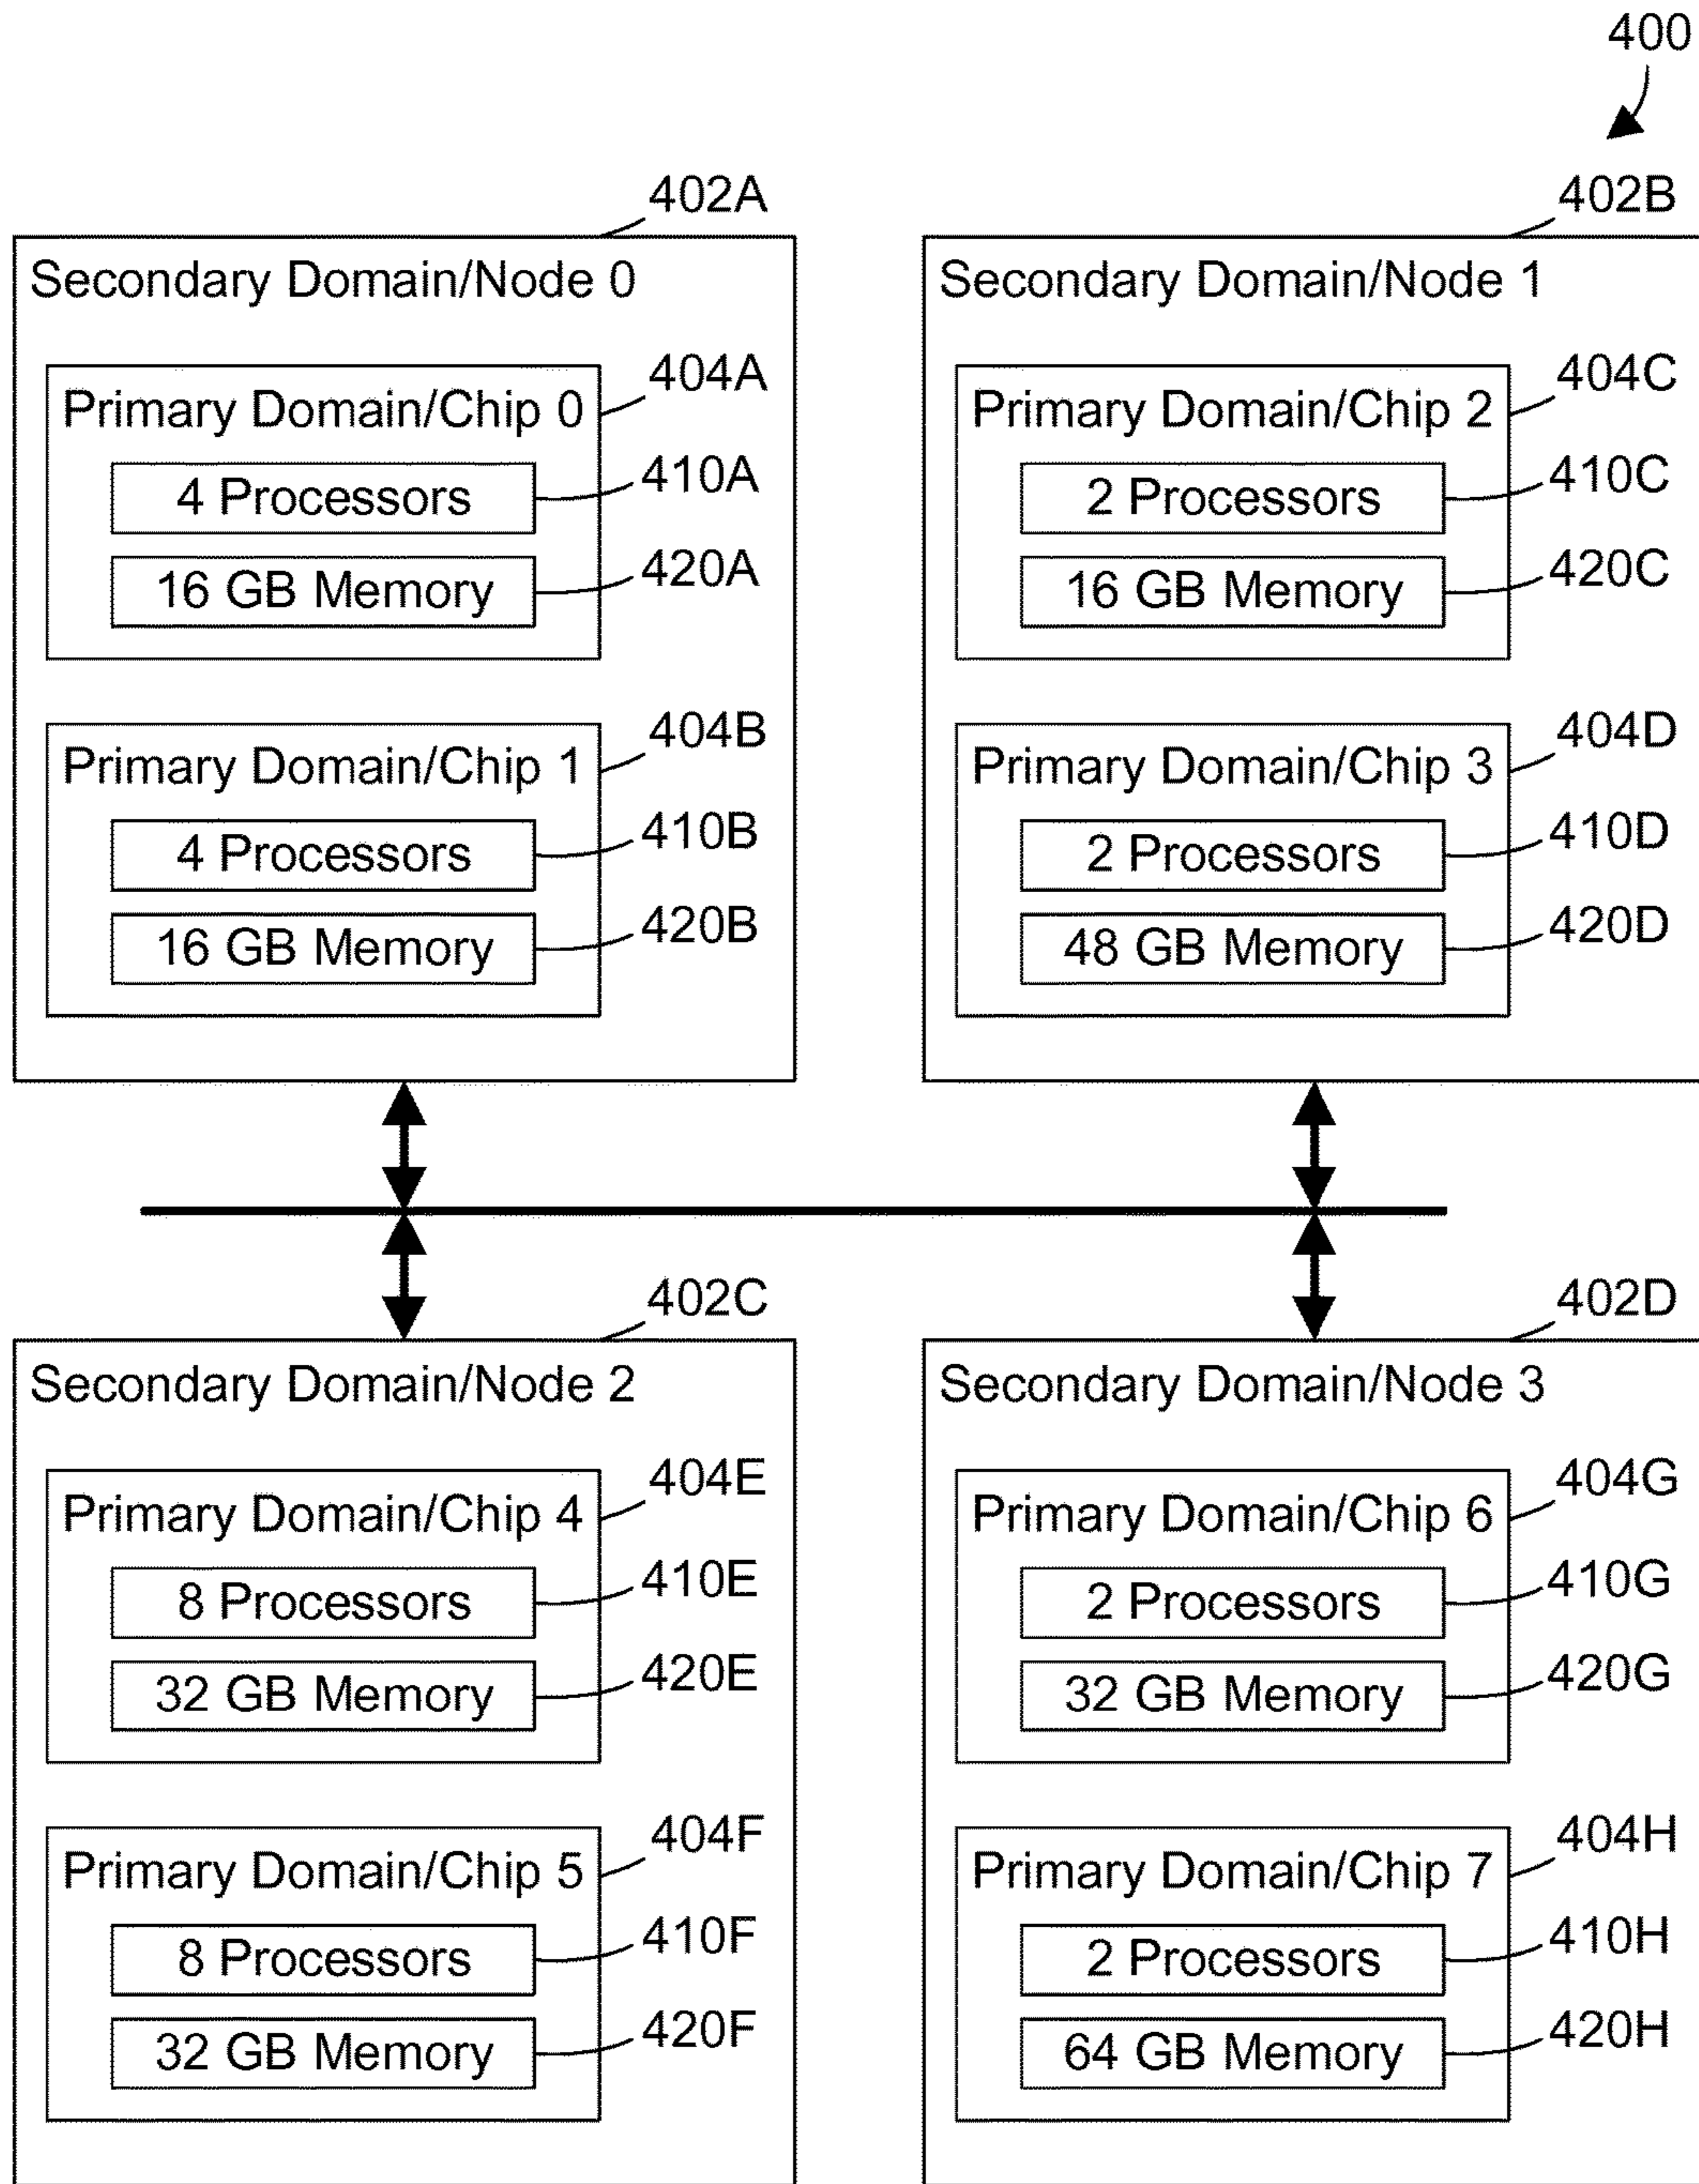 400
402A
Secondary Domain/Node 0
404A
Primary Domain/Chip 0
410A
4 Processors
420A
16 GB Memory
404B
Primary Domain/Chip 1
410B
4 Processors
420B
16 GB Memory
402B
Secondary Domain/Node 1
404C
Primary Domain/Chip 2
410C
2 Processors
420C
16 GB Memory
404D
Primary Domain/Chip 3
410D
2 Processors
420D
48 GB Memory
402C
Secondary Domain/Node 2
404E
Primary Domain/Chip 4
410E
8 Processors
420E
32 GB Memory
404F
Primary Domain/Chip 5
410F
8 Processors
420F
32 GB Memory
402D
Secondary Domain/Node 3
404G
Primary Domain/Chip 6
410G
2 Processors
420G
32 GB Memory
404H
Primary Domain/Chip 7
410H
2 Processors
420H
64 GB Memory